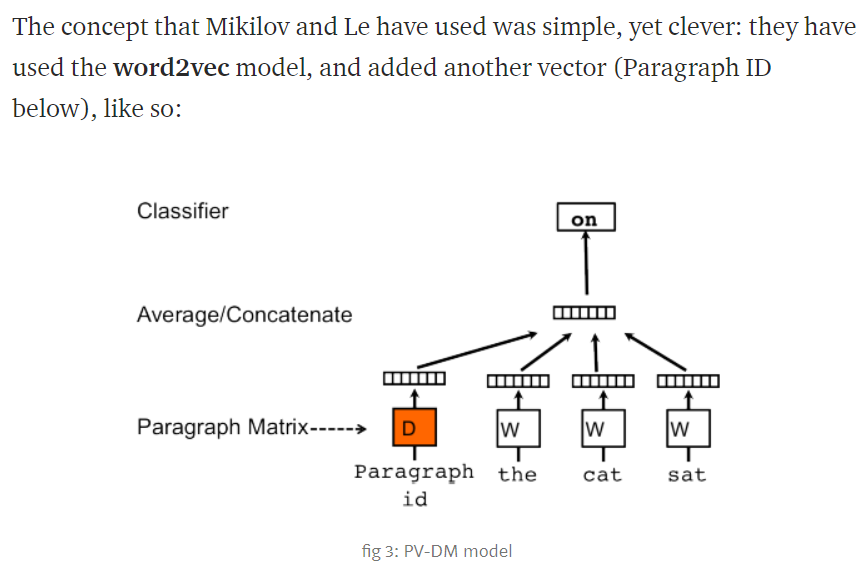 The concept that Mikilov and Le have used was simple, yet clever: they have
used the word2vec model, and added another vector (Paragraph ID
below), like so:
Classifier
on
Average/Concatenate
Paragraph Matrix----->
D
W
W
W
Paragraph
id
the
cat
sat
fig 3: PV-DM model